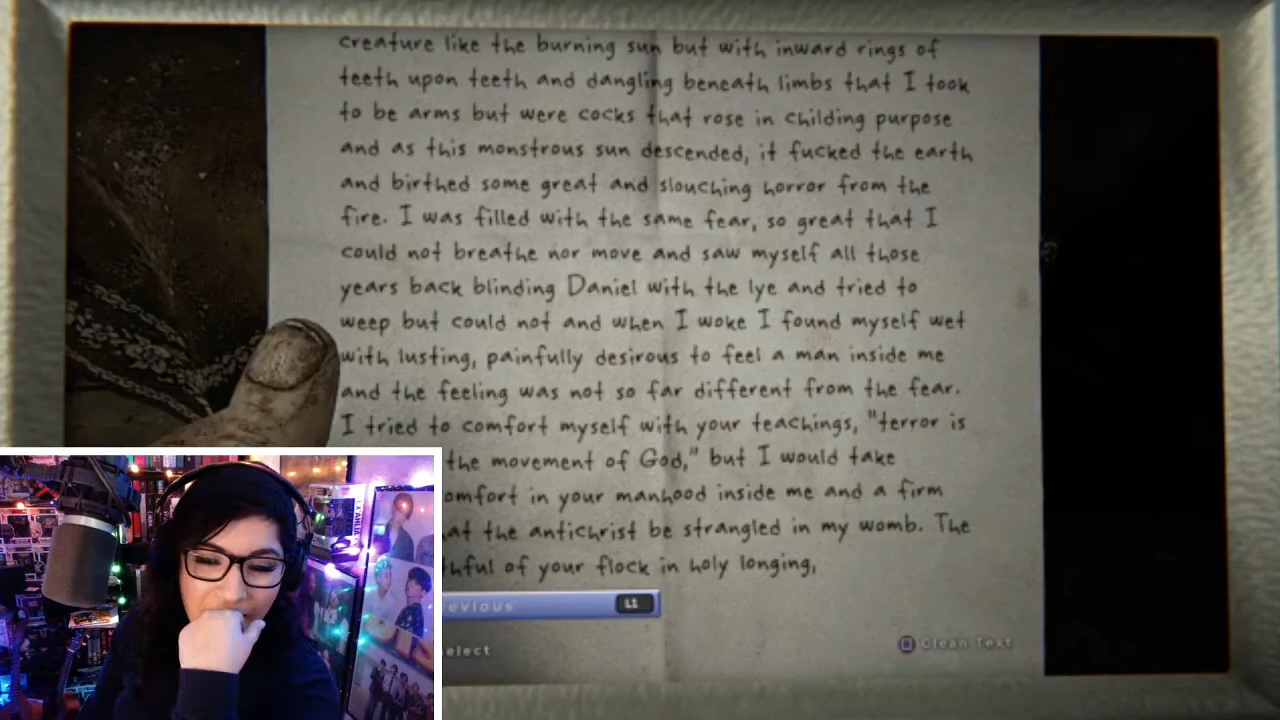 creature like the burning sun but with inward rings of
teeth upon teeth and dangling beneath limbs that I took
to be arms but were cocks that rose in childing purpose
and as this monstrous sun descended, it fucked the earth
and birthed some great and slouching horror from the
fire. I was filled with the same fear, so great that I
could not breathe nor move and saw myself all those
years back blinding Daniel with the lye and tried to
weep but could not and when I woke I found myself wet
with lusting, painfully desirous to feel a man inside me
and the feeling was not so far different from the fear.
I tried to comfort myself with your teachings, "terror is
the movement of God," but I would take
omfort in your manhood inside me and a firm
at the antichrist be strangled in my womb. The
hful of your flock in holy longing,
evious L1
elect
Clean Text